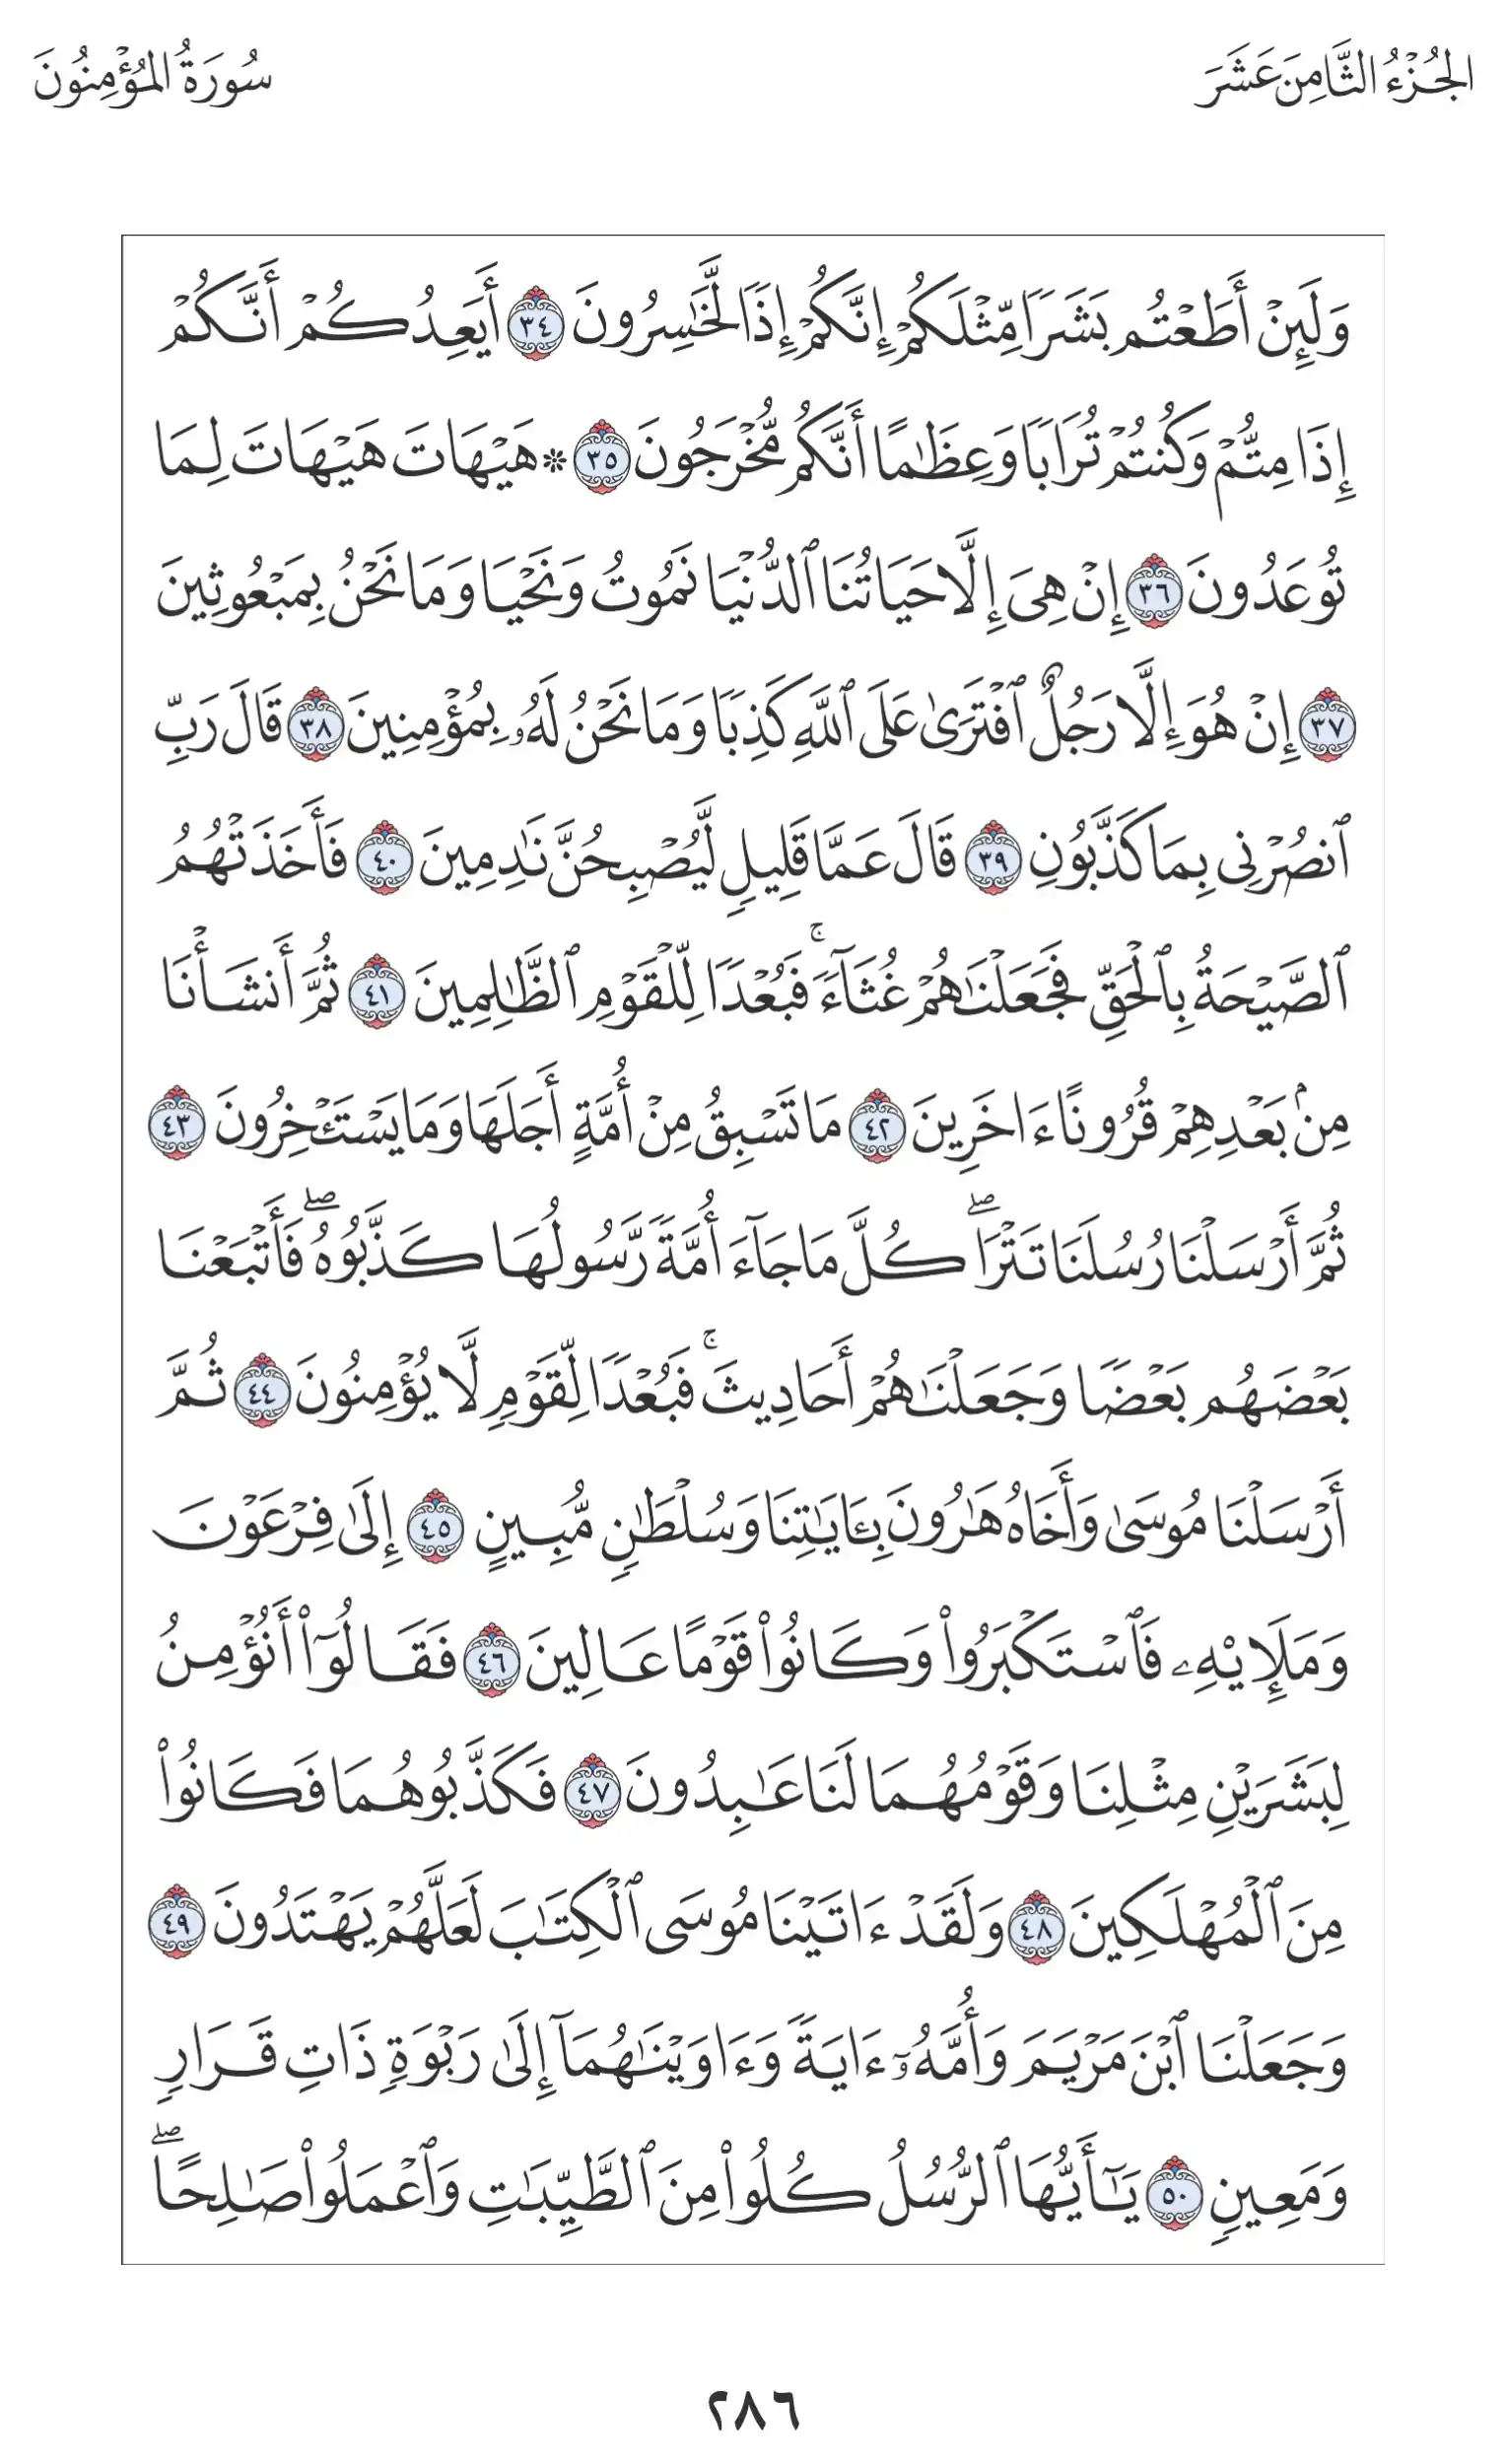 الجُزْءُ الثَّامِنَ عَشَرَ
سُورَةُ المُؤْمِنُونَ
وَلَئِنْ أَطَعْتُم بَشَرًا مِّثْلَكُمْ إِنَّكُمْ إِذًا لَّخَٰسِرُونَ ٣٤ أَيَعِدُكُمْ أَنَّكُمْ
إِذَا مِتُّمْ وَكُنتُمْ تُرَابًا وَعِظَٰمًا أَنَّكُم مُّخْرَجُونَ ٣٥ * هَيْهَاتَ هَيْهَاتَ لِمَا
تُوعَدُونَ ٣٦ إِنْ هِىَ إِلَّا حَيَاتُنَا ٱلدُّنْيَا نَمُوتُ وَنَحْيَا وَمَا نَحْنُ بِمَبْعُوثِينَ
٣٧ إِنْ هُوَ إِلَّا رَجُلٌ ٱفْتَرَىٰ عَلَى ٱللَّهِ كَذِبًا وَمَا نَحْنُ لَهُۥ بِمُؤْمِنِينَ ٣٨ قَالَ رَبِّ
ٱنصُرْنِى بِمَا كَذَّبُونِ ٣٩ قَالَ عَمَّا قَلِيلٍ لَّيُصْبِحُنَّ نَٰدِمِينَ ٤٠ فَأَخَذَتْهُمُ
ٱلصَّيْحَةُ بِٱلْحَقِّ فَجَعَلْنَٰهُمْ غُثَآءً ۚ فَبُعْدًا لِّلْقَوْمِ ٱلظَّٰلِمِينَ ٤١ ثُمَّ أَنشَأْنَا
مِنۢ بَعْدِهِمْ قُرُونًا ءَاخَرِينَ ٤٢ مَا تَسْبِقُ مِنْ أُمَّةٍ أَجَلَهَا وَمَا يَسْتَـْٔخِرُونَ ٤٣
ثُمَّ أَرْسَلْنَا رُسُلَنَا تَتْرَا ۖ كُلَّ مَا جَآءَ أُمَّةً رَّسُولُهَا كَذَّبُوهُ ۖ فَأَتْبَعْنَا
بَعْضَهُم بَعْضًا وَجَعَلْنَٰهُمْ أَحَادِيثَ ۚ فَبُعْدًا لِّقَوْمٍ لَّا يُؤْمِنُونَ ٤٤ ثُمَّ
أَرْسَلْنَا مُوسَىٰ وَأَخَاهُ هَٰرُونَ بِـَٔايَٰتِنَا وَسُلْطَٰنٍ مُّبِينٍ ٤٥ إِلَىٰ فِرْعَوْنَ
وَمَلَإِي۟هِۦ فَٱسْتَكْبَرُوا۟ وَكَانُوا۟ قَوْمًا عَالِينَ ٤٦ فَقَالُوٓا۟ أَنُؤْمِنُ
لِبَشَرَيْنِ مِثْلِنَا وَقَوْمُهُمَا لَنَا عَٰبِدُونَ ٤٧ فَكَذَّبُوهُمَا فَكَانُوا۟
مِنَ ٱلْمُهْلَكِينَ ٤٨ وَلَقَدْ ءَاتَيْنَا مُوسَى ٱلْكِتَٰبَ لَعَلَّهُمْ يَهْتَدُونَ ٤٩
وَجَعَلْنَا ٱبْنَ مَرْيَمَ وَأُمَّهُۥٓ ءَايَةً وَءَاوَيْنَٰهُمَآ إِلَىٰ رَبْوَةٍ ذَاتِ قَرَارٍ
وَمَعِينٍ ٥٠ يَٰٓأَيُّهَا ٱلرُّسُلُ كُلُوا۟ مِنَ ٱلطَّيِّبَٰتِ وَٱعْمَلُوا۟ صَٰلِحًا ۖ
٢٨٦